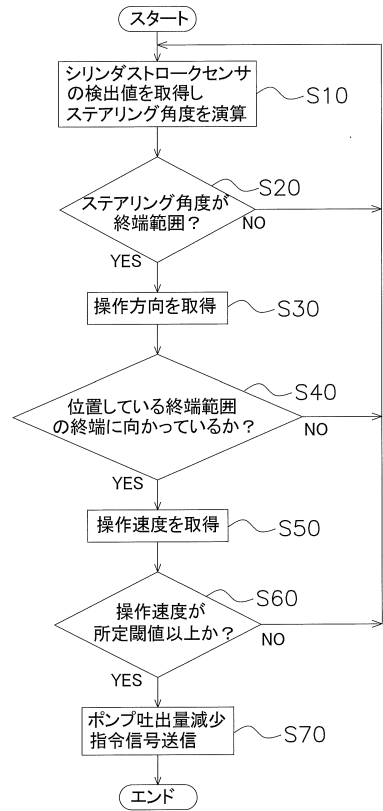 スタート
シリンダストロークセンサ
の検出値を取得し
ステアリング角度を演算
S10
ステアリング角度が
終端範囲?
S20
NO
YES
操作方向を取得
S30
位置している終端範囲
の終端に向かっているか?
S40
NO
YES
操作速度を取得
S50
操作速度が
所定閾値以上か?
S60
NO
YES
ポンプ吐出量減少
指令信号送信
S70
エンド